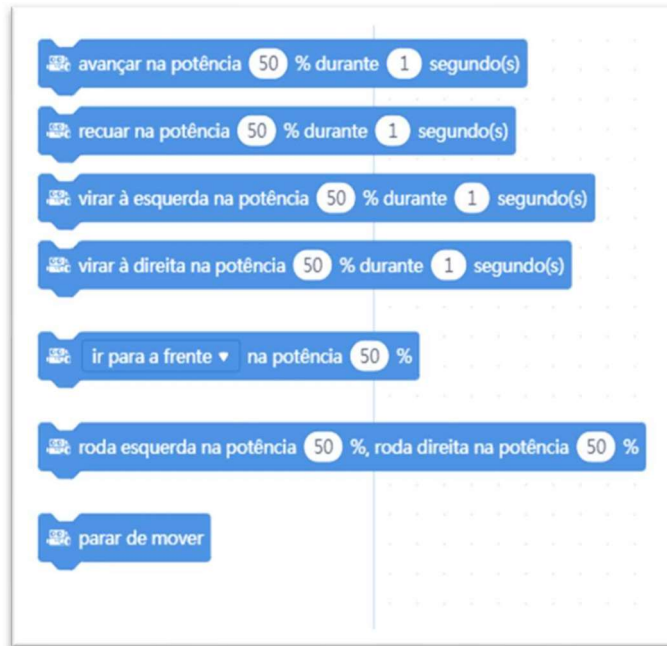 avançar na potência 50 % durante 1 segundo(s)
recuar na potência 50 % durante 1 segundo(s)
virar à esquerda na potência 50 % durante 1 segundo(s)
virar à direita na potência 50 % durante 1 segundo(s)
ir para a frente ▾ na potência 50 %
roda esquerda na potência 50 %, roda direita na potência 50 %
parar de mover